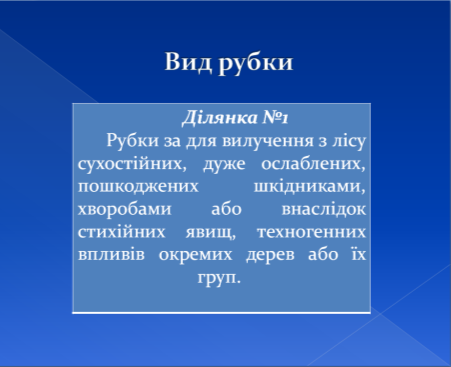 Вид рубки
Ділянка №1
Рубки за для вилучення з лісу
сухостійних, дуже ослаблених,
пошкоджених шкідниками,
хворобами або внаслідок
стихійних явищ, техногенних
впливів окремих дерев або їх
груп.